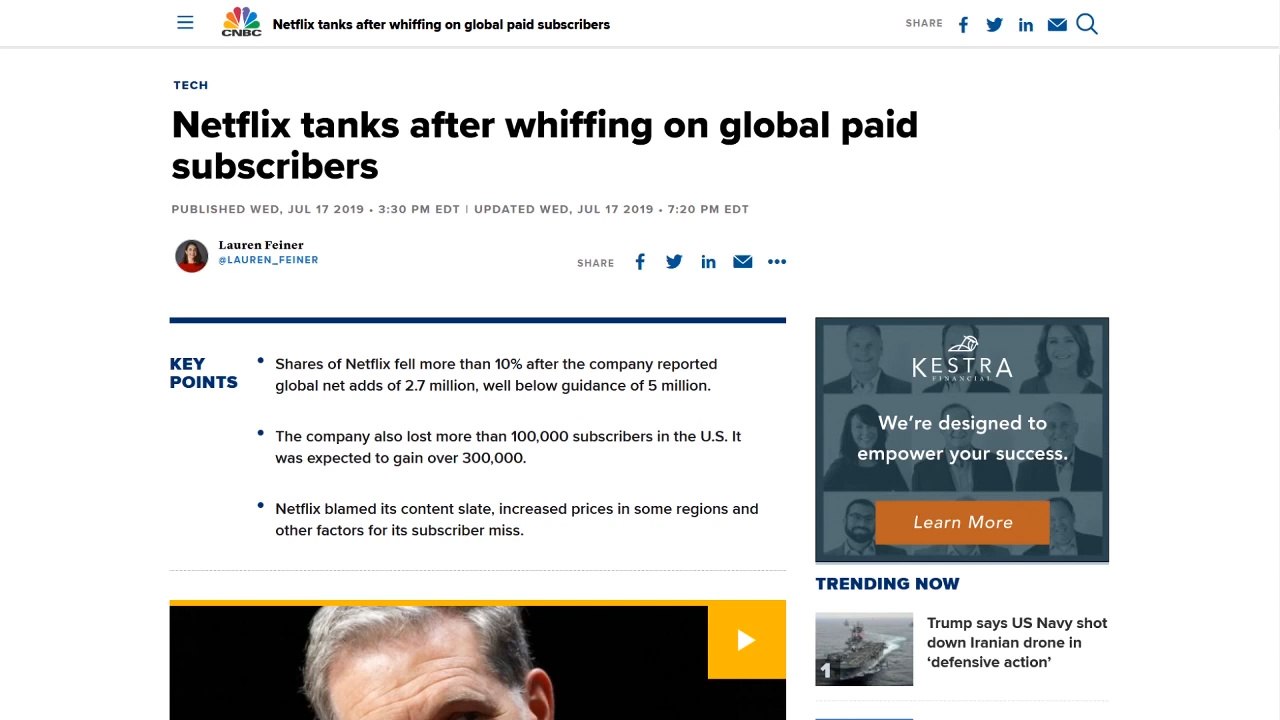 CNBC
Netflix tanks after whiffing on global paid subscribers
SHARE
TECH
Netflix tanks after whiffing on global paid
subscribers
PUBLISHED WED, JUL 17 2019 • 3:30 PM EDT | UPDATED WED, JUL 17 2019 • 7:20 PM EDT
Lauren Feiner
@LAUREN_FEINER
SHARE
KEY
POINTS
• Shares of Netflix fell more than 10% after the company reported
global net adds of 2.7 million, well below guidance of 5 million.
• The company also lost more than 100,000 subscribers in the U.S. It
was expected to gain over 300,000.
• Netflix blamed its content slate, increased prices in some regions and
other factors for its subscriber miss.
KESTRA
FINANCIAL
We're designed to
empower your success.
Learn More
TRENDING NOW
1
Trump says US Navy shot
down Iranian drone in
‘defensive action’